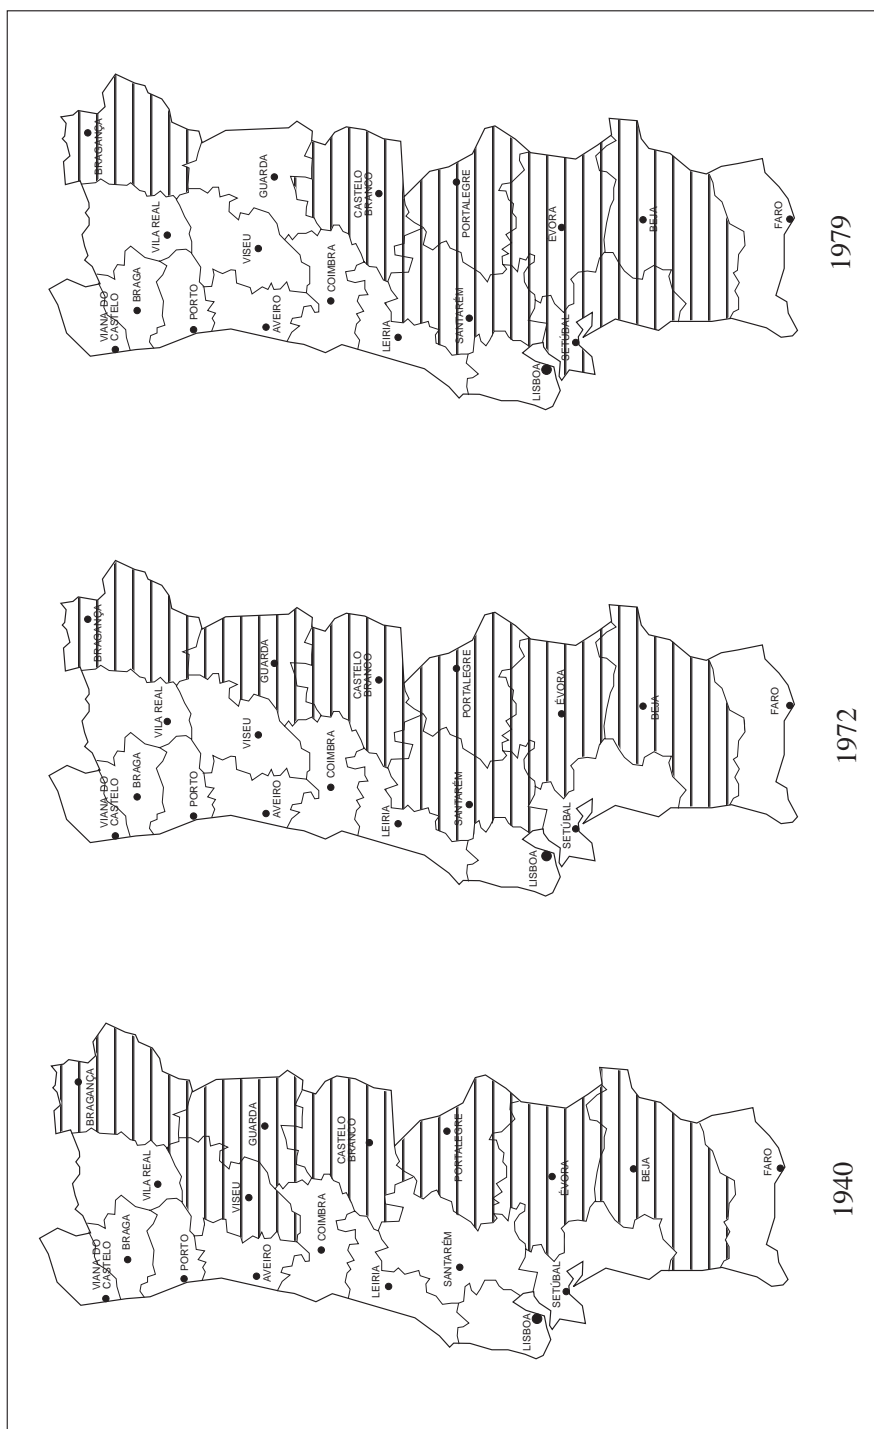 VIANA DO
CASTELO
BRAGA
BRAGANÇA
VILA REAL
PORTO
AVEIRO
VISEU
GUARDA
COIMBRA
CASTELO
BRANCO
LEIRIA
SANTARÉM
PORTALEGRE
LISBOA
SETÚBAL
ÉVORA
BEJA
FARO
1940
VIANA DO
CASTELO
BRAGA
BRAGANÇA
VILA REAL
PORTO
AVEIRO
VISEU
GUARDA
COIMBRA
CASTELO
BRANCO
LEIRIA
SANTARÉM
PORTALEGRE
LISBOA
SETÚBAL
ÉVORA
BEJA
FARO
1972
VIANA DO
CASTELO
BRAGA
BRAGANÇA
VILA REAL
PORTO
AVEIRO
VISEU
GUARDA
COIMBRA
CASTELO
BRANCO
LEIRIA
SANTARÉM
PORTALEGRE
LISBOA
SETÚBAL
EVORA
BEJA
FARO
1979